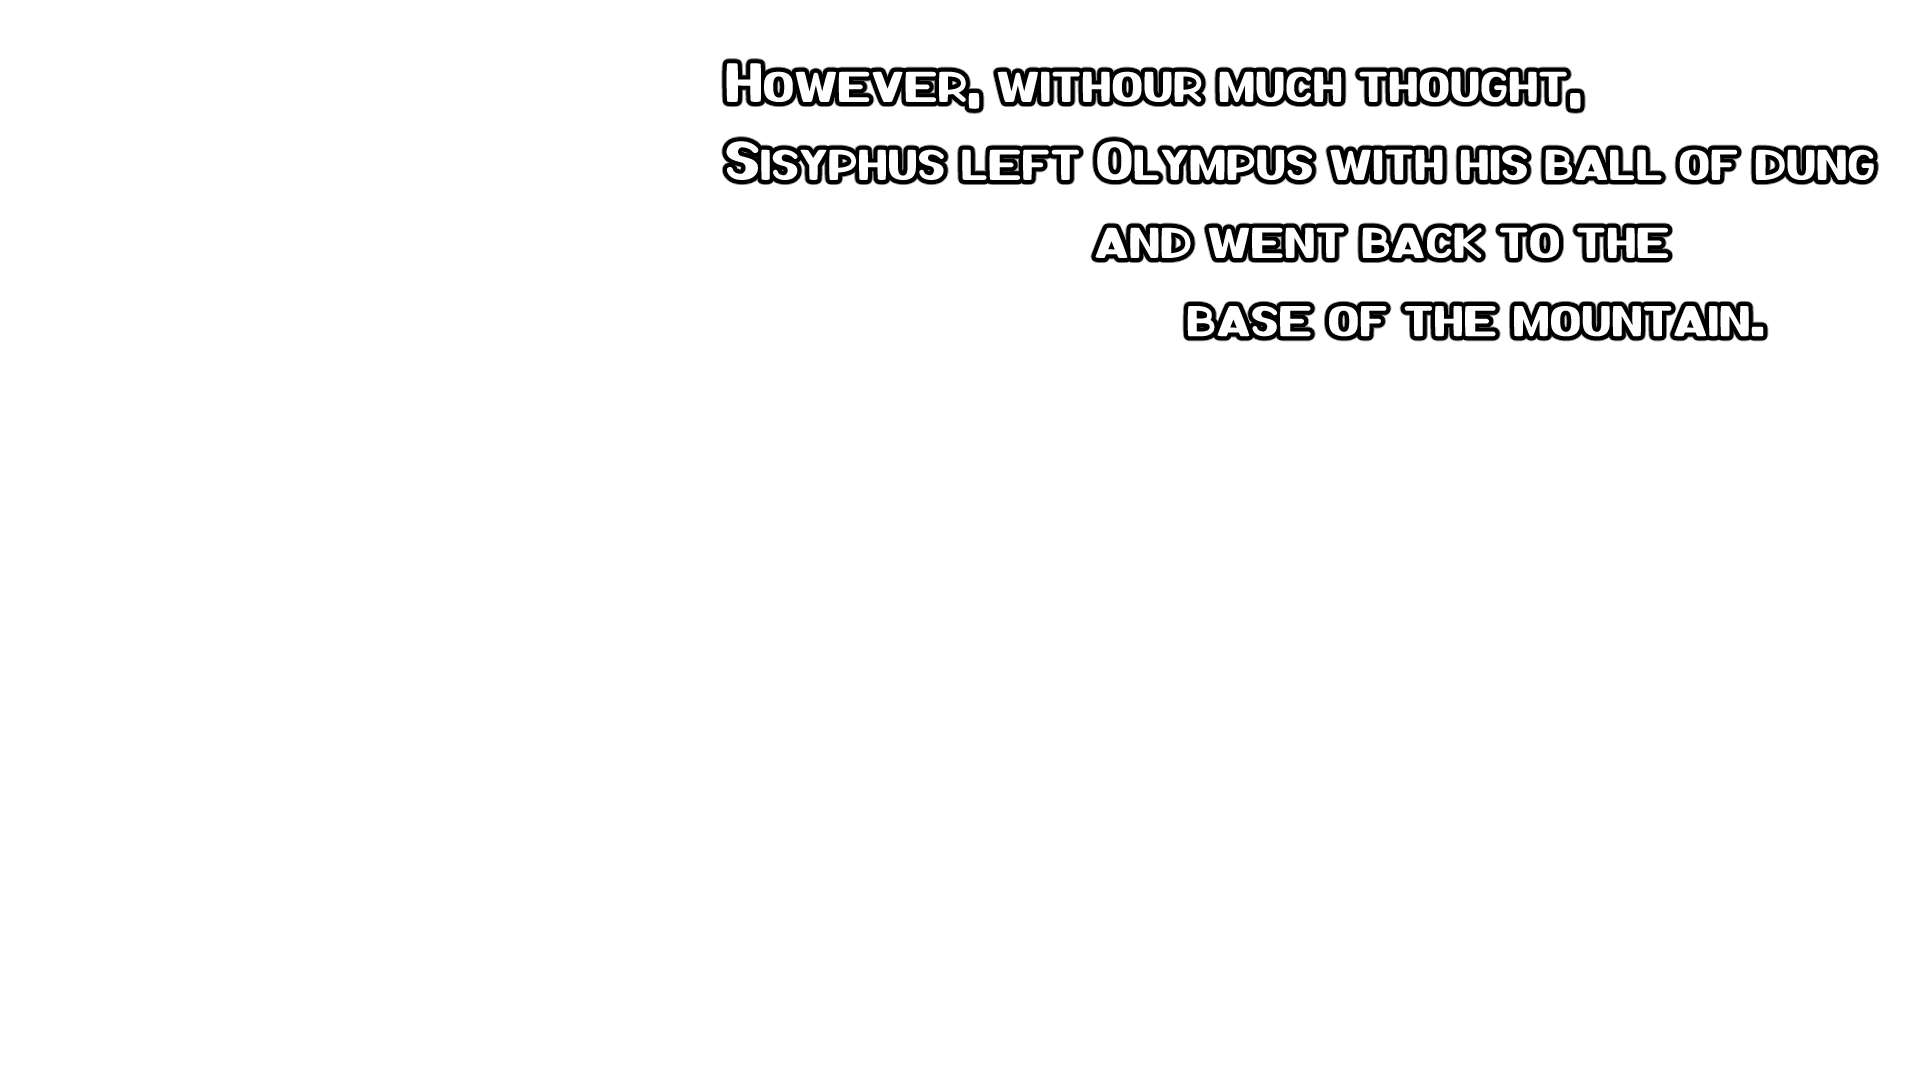 However, withour much thought,
Sisyphus left Olympus with his ball of dung
and went back to the
base of the mountain.